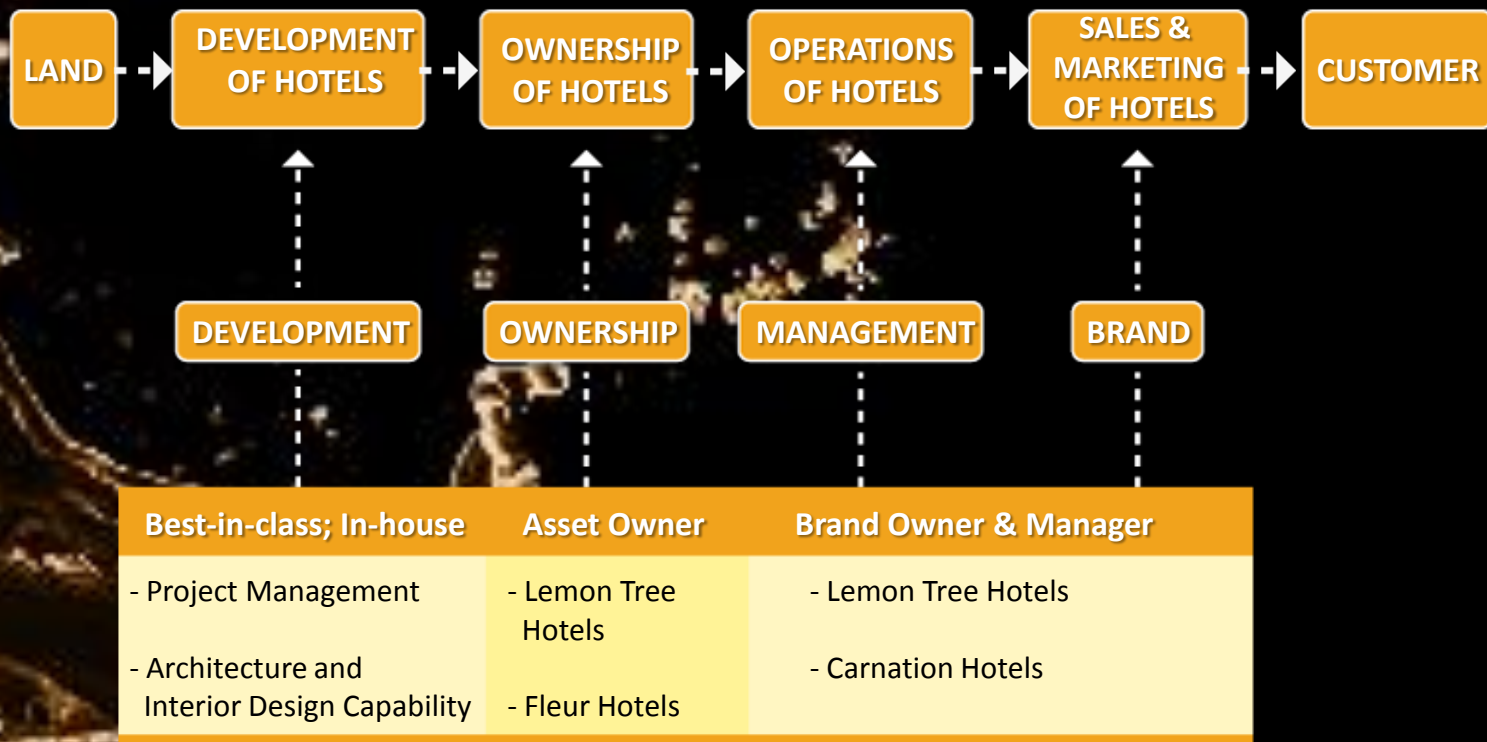 LAND
DEVELOPMENT
OF HOTELS
OWNERSHIP
OF HOTELS
OPERATIONS
OF HOTELS
SALES &
MARKETING
OF HOTELS
CUSTOMER
DEVELOPMENT
OWNERSHIP
MANAGEMENT
BRAND
Best-in-class; In-house
Asset Owner
Brand Owner & Manager
- Project Management
- Architecture and
Interior Design Capability
- Lemon Tree
Hotels
- Fleur Hotels
- Lemon Tree Hotels
- Carnation Hotels